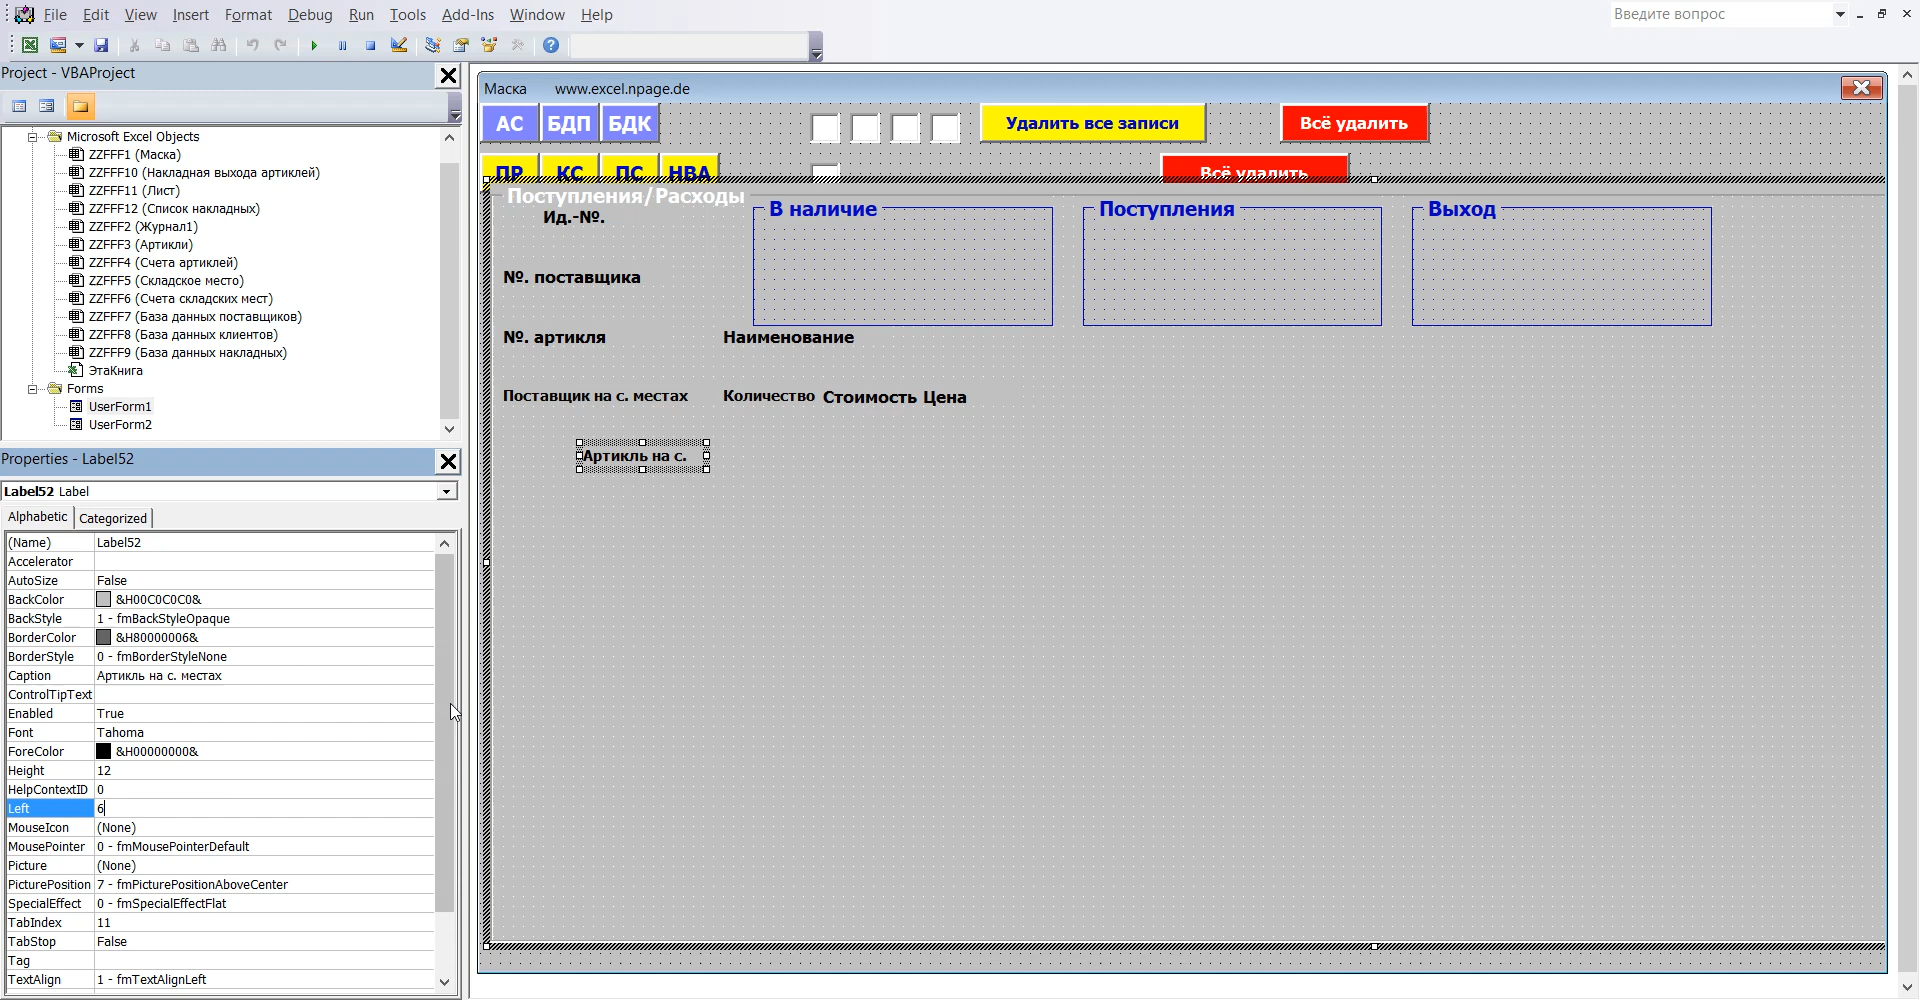 File Edit View Insert Format Debug Run Tools Add-Ins Window Help
Введите вопрос
Project - VBAProject
Microsoft Excel Objects
ZZFFF1 (Маска)
ZZFFF10 (Накладная выхода артиклей)
ZZFFF11 (Лист)
ZZFFF12 (Список накладных)
ZZFFF2 (Журнал1)
ZZFFF3 (Артикли)
ZZFFF4 (Счета артиклей)
ZZFFF5 (Складское место)
ZZFFF6 (Счета складских мест)
ZZFFF7 (База данных поставщиков)
ZZFFF8 (База данных клиентов)
ZZFFF9 (База данных накладных)
ЭтаКнига
Forms
UserForm1
UserForm2
Properties - Label52
Label52 Label
Alphabetic Categorized
(Name) Label52
Accelerator
AutoSize False
BackColor &H00C0C0C0&
BackStyle 1 - fmBackStyleOpaque
BorderColor &H80000006&
BorderStyle 0 - fmBorderStyleNone
Caption Артикль на с. местах
ControlTipText
Enabled True
Font Tahoma
ForeColor &H00000000&
Height 12
HelpContextID 0
Left 6
MouseIcon (None)
MousePointer 0 - fmMousePointerDefault
Picture (None)
PicturePosition 7 - fmPicturePositionAboveCenter
SpecialEffect 0 - fmSpecialEffectFlat
TabIndex 11
TabStop False
Tag
TextAlign 1 - fmTextAlignLeft
Маска www.excel.npage.de
АС БДП БДК Удалить все записи Всё удалить
ПР КС ПС НВА Всё удалить
Поступления/Расходы
Ид.-№. В наличие Поступления Выход
№. поставщика
№. артикля Наименование
Поставщик на с. местах Количество Стоимость Цена
Артикль на с.